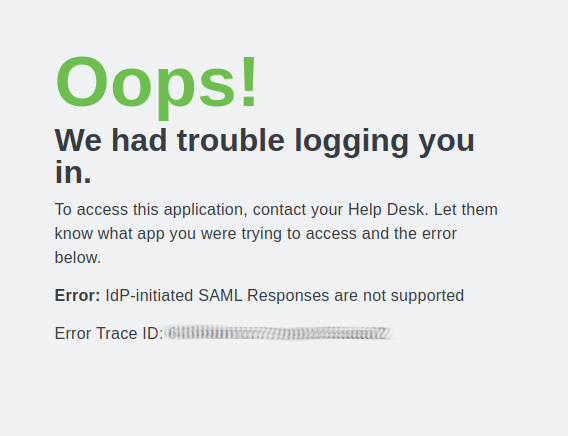 Oops!
We had trouble logging you
in.
To access this application, contact your Help Desk. Let them
know what app you were trying to access and the error
below.
Error: IdP-initiated SAML Responses are not supported
Error Trace ID: